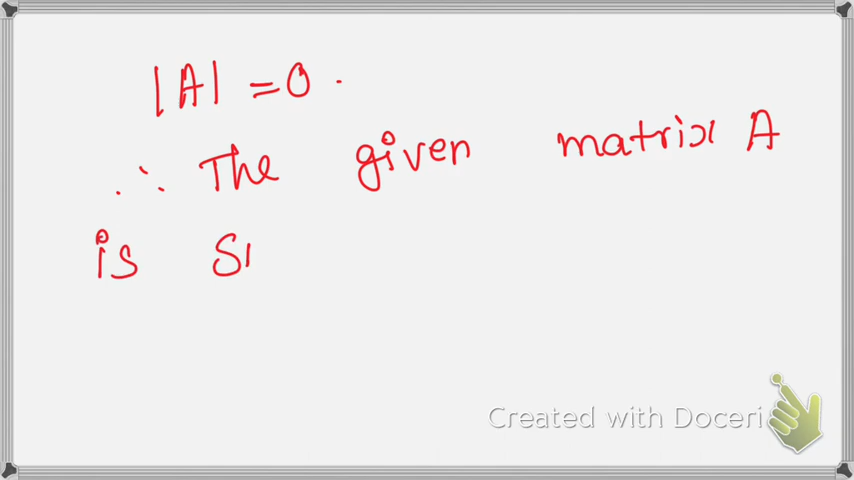 |A| = 0 .
∴ The given matrix A
is SI
Created with Doceri